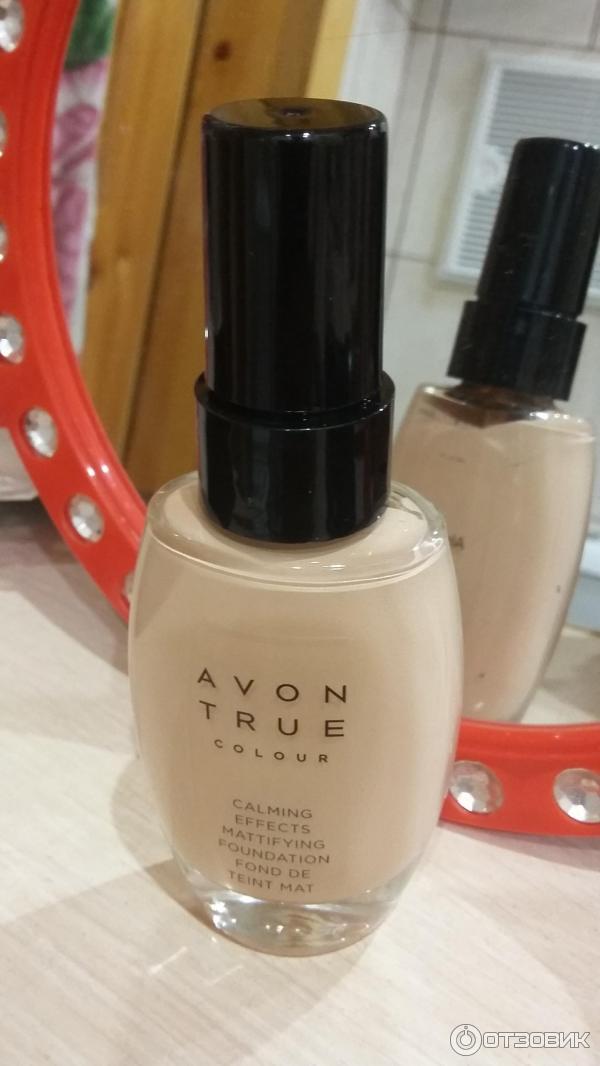 AVON
TRUE
COLOUR
CALMING
EFFECTS
MATTIFYING
FOUNDATION
FOND DE
TEINT MAT
ОТЗОВИК